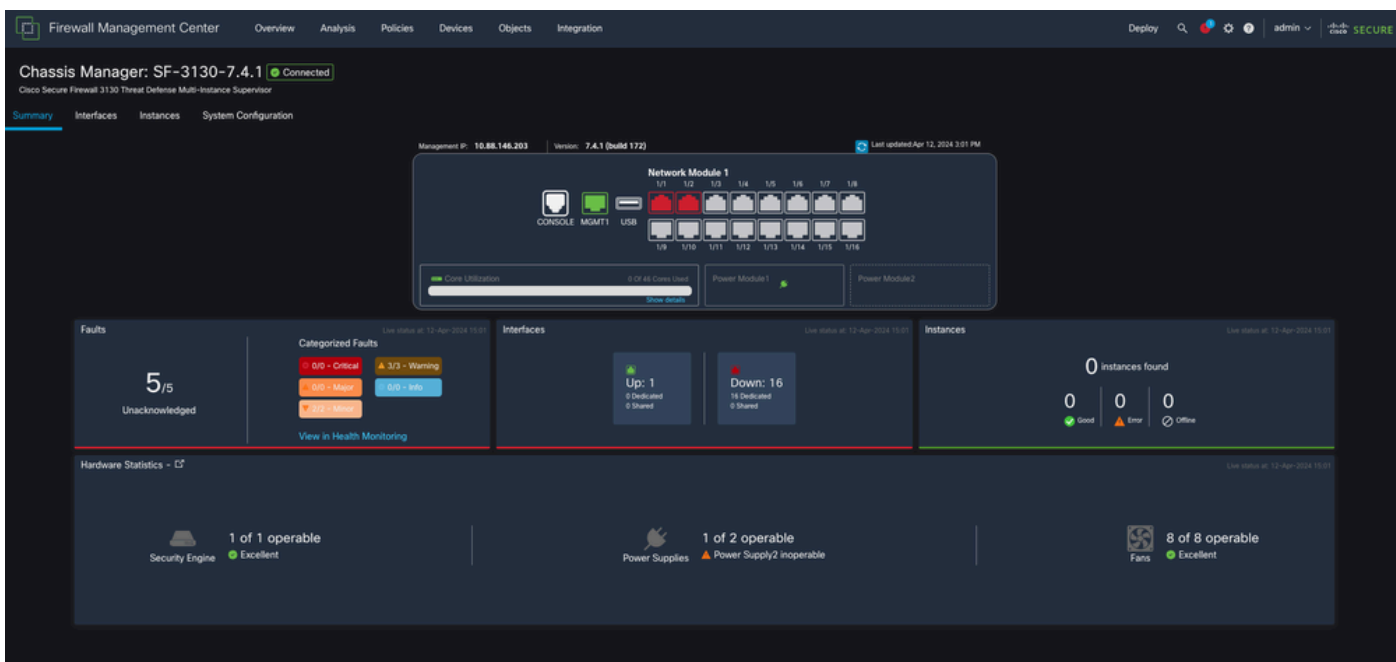 Firewall Management Center Overview Analysis Policies Devices Objects Integration Deploy admin CISCO SECURE
Chassis Manager: SF-3130-7.4.1 Connected
Cisco Secure Firewall 3130 Threat Defense Multi-Instance Supervisor
Summary Interfaces Instances System Configuration
Management IP: 10.88.146.203 Version: 7.4.1 (build 172) Last updated:Apr 12, 2024 3:01 PM
Network Module 1
1/1 1/2 1/3 1/4 1/5 1/6 1/7 1/8
CONSOLE MGMT1 USB
1/9 1/10 1/11 1/12 1/13 1/14 1/15 1/16
Core Utilization 0 Of 46 Cores Used Power Module1 Power Module2
Show details
Faults Live status at: 12-Apr-2024 15:01
Categorized Faults
0/0 - Critical 3/3 - Warning
0/0 - Major 0/0 - Info
2/2 - Minor
5/5
Unacknowledged
View in Health Monitoring
Interfaces Live status at: 12-Apr-2024 15:01
Up: 1
0 Dedicated
0 Shared
Down: 16
16 Dedicated
0 Shared
Instances Live status at: 12-Apr-2024 15:01
0 instances found
0 0 0
Good Error Offline
Hardware Statistics - Live status at: 12-Apr-2024 15:01
Security Engine
1 of 1 operable
Excellent
Power Supplies
1 of 2 operable
Power Supply2 inoperable
Fans
8 of 8 operable
Excellent